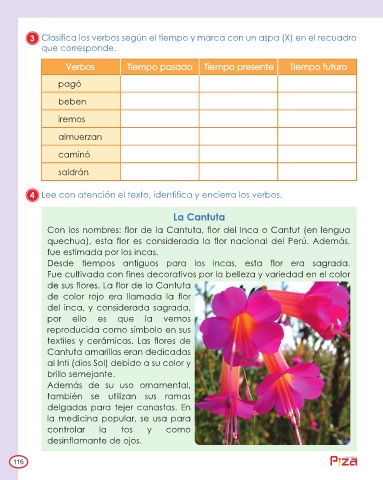 3 Clasifica los verbos según el tiempo y marca con un aspa (X) en el recuadro
que corresponde.
Verbos Tiempo pasado Tiempo presente Tiempo futuro
pagó
beben
iremos
almuerzan
caminó
saldrán
4 Lee con atención el texto, identifica y encierra los verbos.
La Cantuta
Con los nombres: flor de la Cantuta, flor del Inca o Cantut (en lengua
quechua), esta flor es considerada la flor nacional del Perú. Además,
fue estimada por los incas.
Desde tiempos antiguos para los incas, esta flor era sagrada.
Fue cultivada con fines decorativos por la belleza y variedad en el color
de sus flores. La flor de la Cantuta
de color rojo era llamada la flor
del inca, y considerada sagrada,
por ello es que la vemos
reproducida como símbolo en sus
textiles y cerámicas. Las flores de
Cantuta amarillas eran dedicadas
al Inti (dios Sol) debido a su color y
brillo semejante.
Además de su uso ornamental,
también se utilizan sus ramas
delgadas para tejer canastas. En
la medicina popular, se usa para
controlar la tos y como
desinflamante de ojos.
116